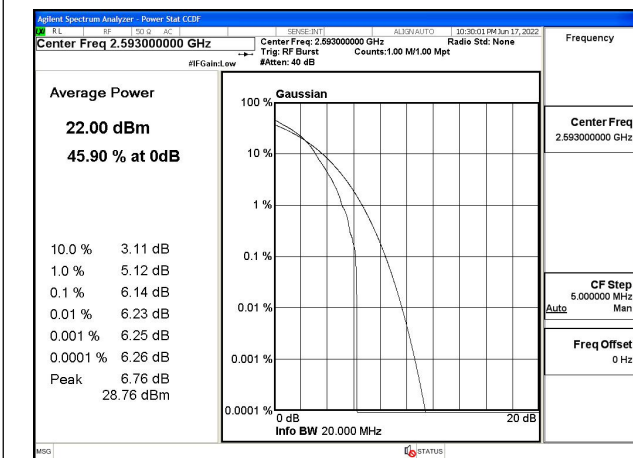 Agilent Spectrum Analyzer - Power Stat CCDF
LXI RL RF 50 Ω AC SENSE:INT ALIGN AUTO 10:30:01 PM Jun 17, 2022
Center Freq 2.593000000 GHz
Center Freq: 2.593000000 GHz Radio Std: None
Trig: RF Burst Counts:1.00 M/1.00 Mpt
#IFGain:Low #Atten: 40 dB
Frequency
Average Power
22.00 dBm
45.90 % at 0dB
10.0 % 3.11 dB
1.0 % 5.12 dB
0.1 % 6.14 dB
0.01 % 6.23 dB
0.001 % 6.25 dB
0.0001 % 6.26 dB
Peak 6.76 dB
28.76 dBm
Gaussian
100 %
10 %
1 %
0.1 %
0.01 %
0.001 %
0.0001 %
0 dB 20 dB
Info BW 20.000 MHz
Center Freq
2.593000000 GHz
CF Step
5.000000 MHz
Auto Man
Freq Offset
0 Hz
MSG STATUS